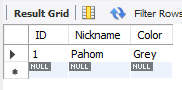 Result Grid Filter Rows
ID Nickname Color
1 Pahom Grey
NULL NULL NULL